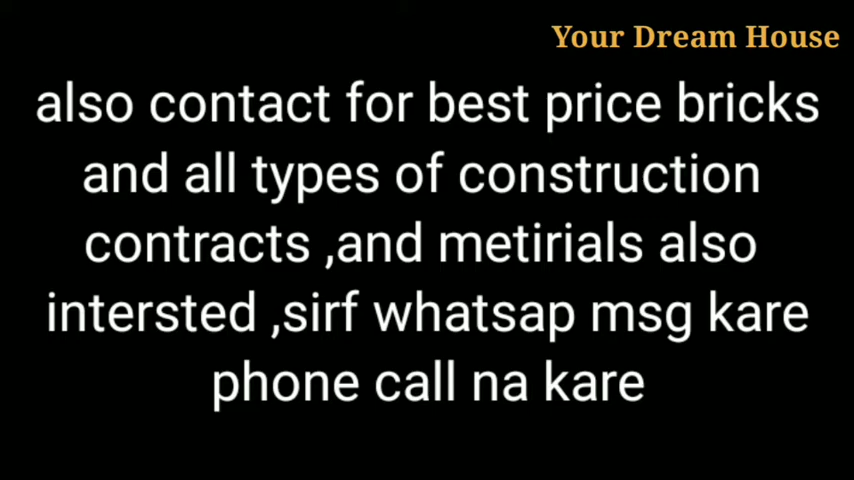 Your Dream House
also contact for best price bricks
and all types of construction
contracts ,and metirials also
intersted ,sirf whatsap msg kare
phone call na kare